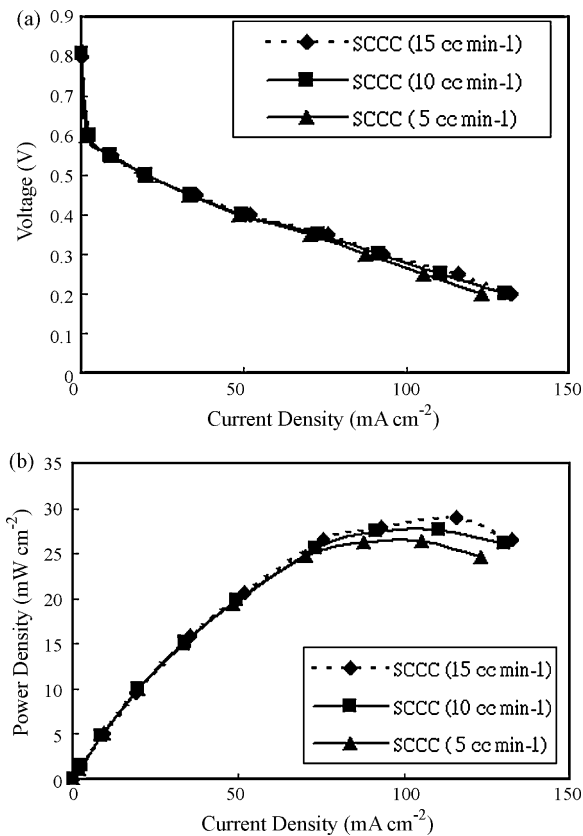 (a)
0.9
0.8
0.7
0.6
0.5
0.4
0.3
0.2
0.1
0
Voltage (V)
SCCC (15 cc min-1)
SCCC (10 cc min-1)
SCCC ( 5 cc min-1)
0 50 100 150
Current Density (mA cm⁻²)
(b)
35
30
25
20
15
10
5
0
Power Density (mW cm⁻²)
SCCC (15 cc min-1)
SCCC (10 cc min-1)
SCCC ( 5 cc min-1)
0 50 100 150
Current Density (mA cm⁻²)